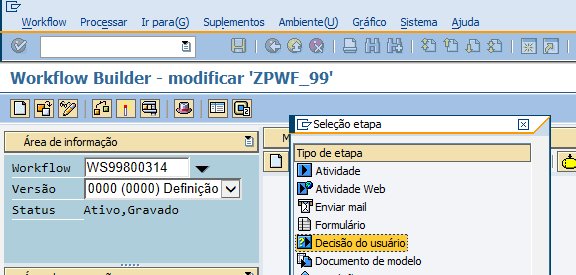 Workflow Processar Ir para(G) Suplementos Ambiente(U) Gráfico Sistema Ajuda
Workflow Builder - modificar 'ZPWF_99'
Área de informação
Workflow WS99800314
Versão 0000 (0000) Definição
Status Ativo,Gravado
M
Seleção etapa
Tipo de etapa
Atividade
Atividade Web
Enviar mail
Formulário
Decisão do usuário
Documento de modelo